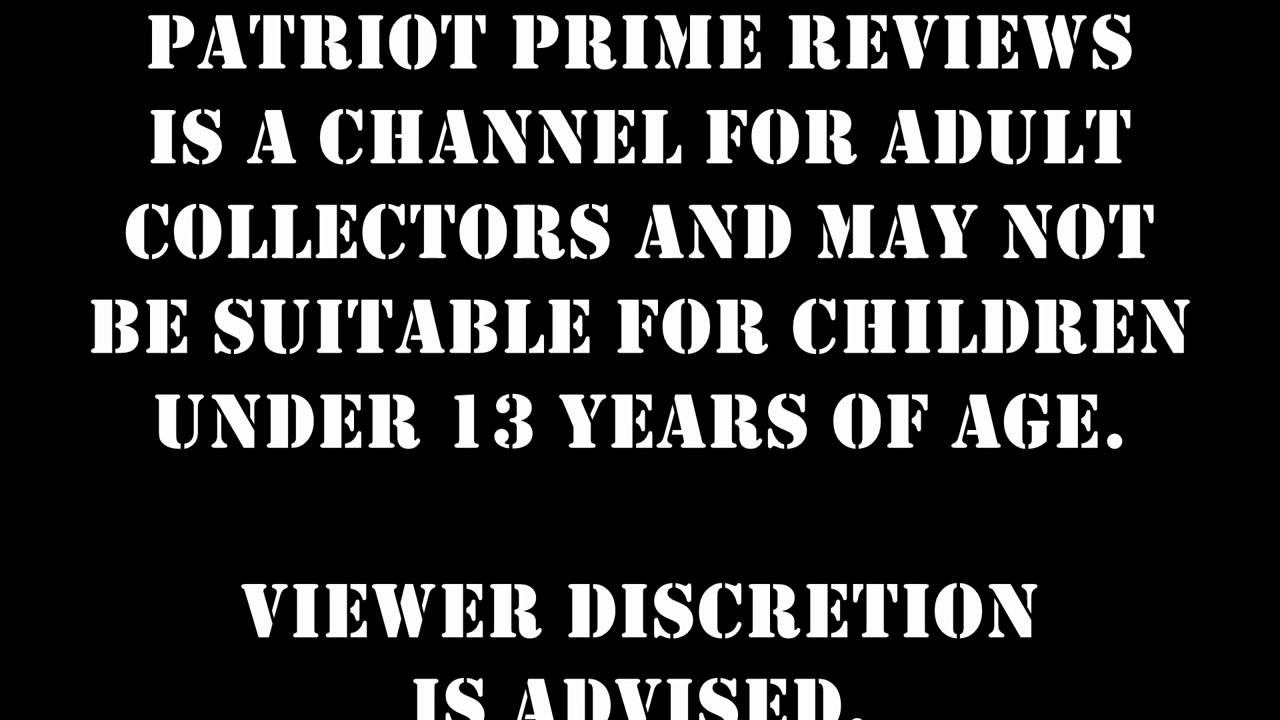 PATRIOT PRIME REVIEWS
IS A CHANNEL FOR ADULT
COLLECTORS AND MAY NOT
BE SUITABLE FOR CHILDREN
UNDER 13 YEARS OF AGE.
VIEWER DISCRETION
IS ADVISED.